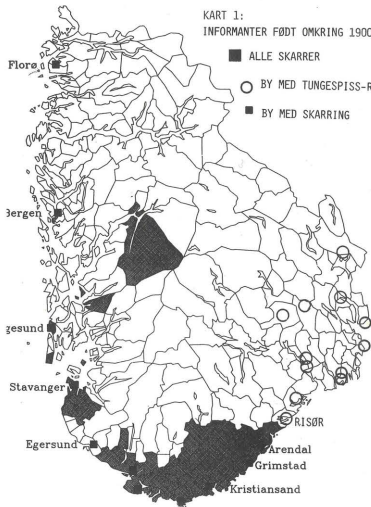 KART 1:
INFORMANTER FØDT OMKRING 1900
ALLE SKARRER
BY MED TUNGESPISS-R
BY MED SKARRING
Florø
Bergen
gesund
Stavanger
Egersund
RISØR
Arendal
Grimstad
Kristiansand